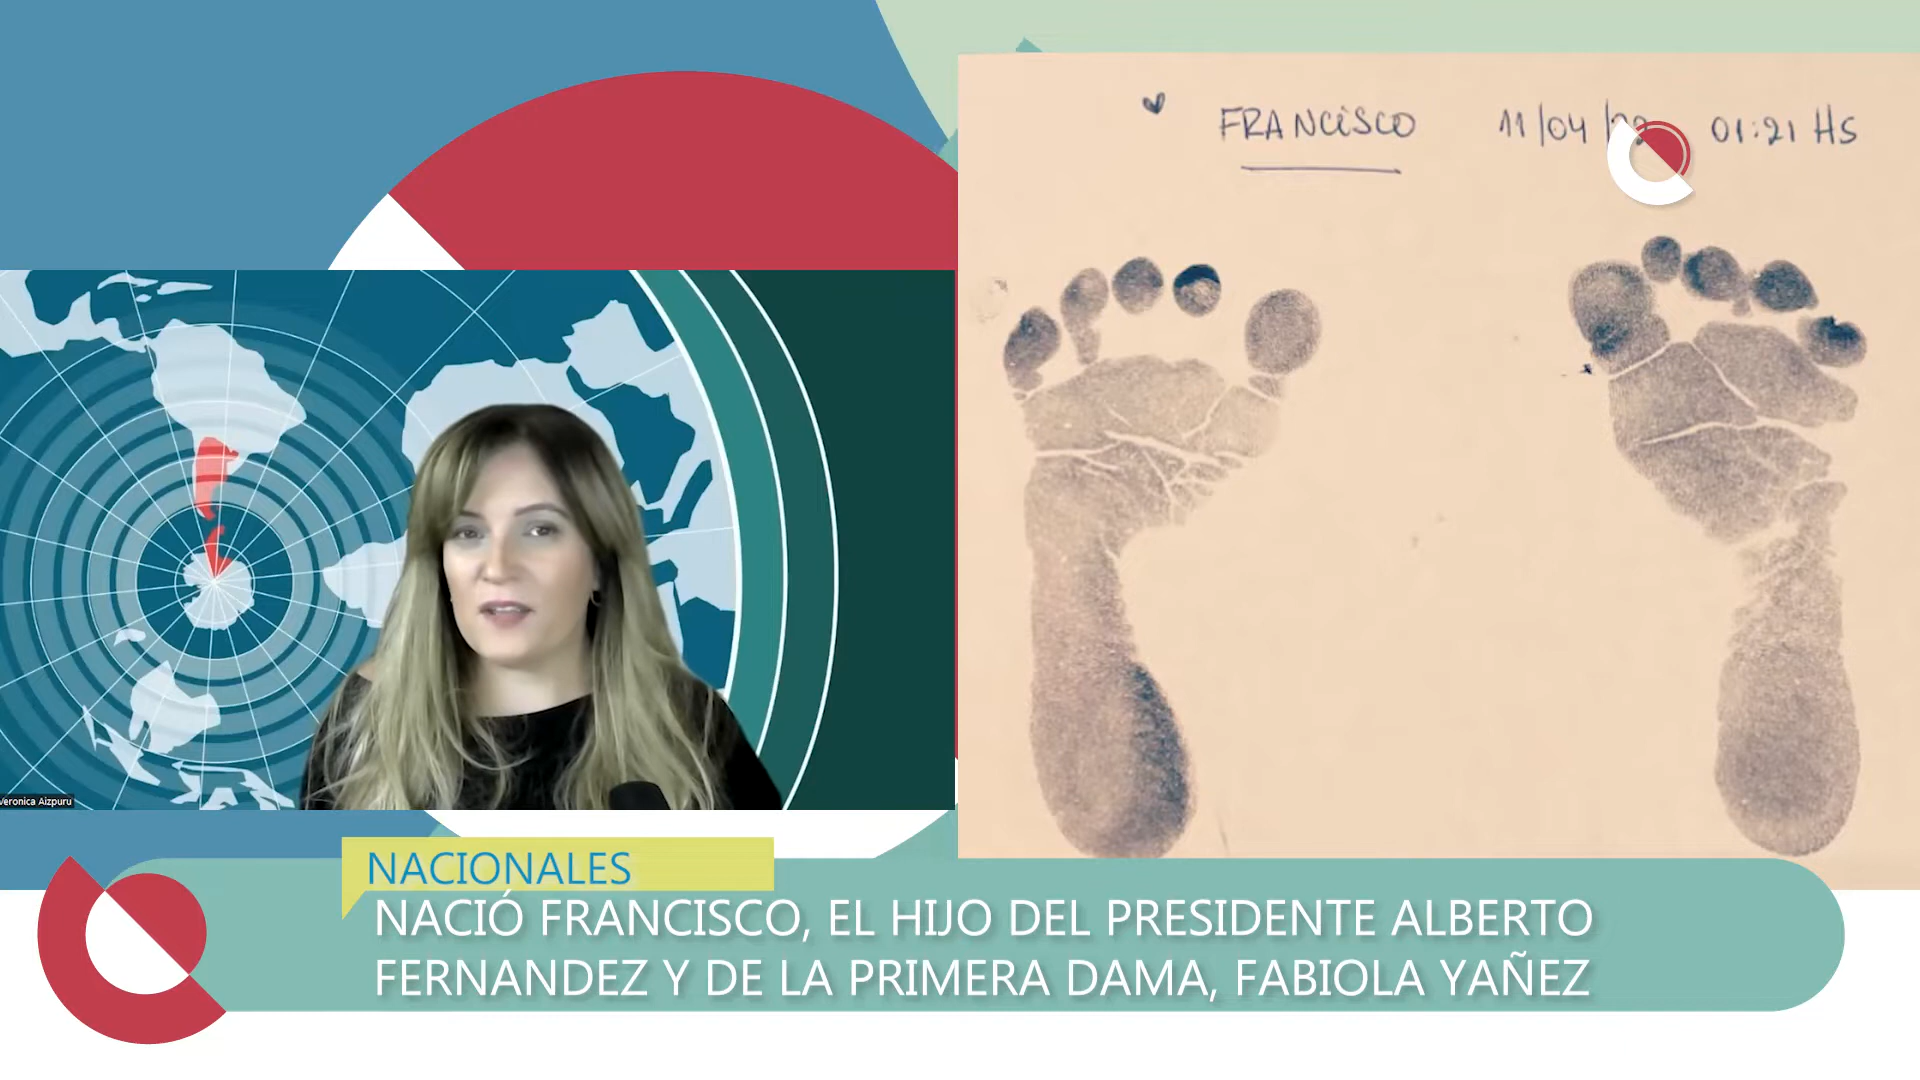 FRANCISCO 11/04/22 01:21 HS
Veronica Aizpuru
NACIONALES
NACIÓ FRANCISCO, EL HIJO DEL PRESIDENTE ALBERTO
FERNANDEZ Y DE LA PRIMERA DAMA, FABIOLA YAÑEZ